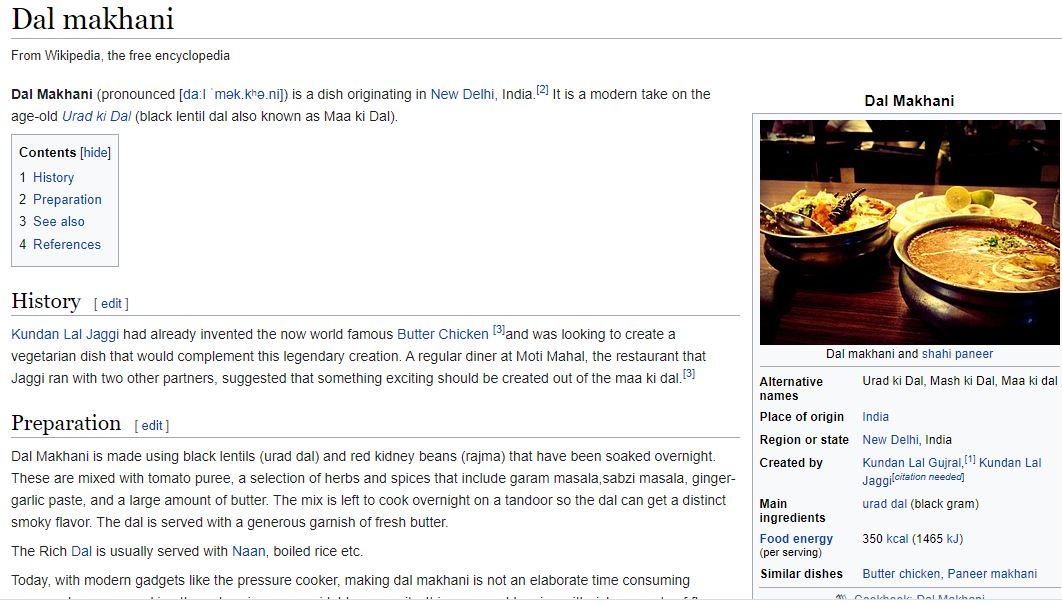 Dal makhani
From Wikipedia, the free encyclopedia
Dal Makhani (pronounced [daːl ˈmək.kʰə.ni]) is a dish originating in New Delhi, India.[2] It is a modern take on the
age-old Urad ki Dal (black lentil dal also known as Maa ki Dal).
Contents [hide]
1 History
2 Preparation
3 See also
4 References
History [ edit ]
Kundan Lal Jaggi had already invented the now world famous Butter Chicken [3]and was looking to create a
vegetarian dish that would complement this legendary creation. A regular diner at Moti Mahal, the restaurant that
Jaggi ran with two other partners, suggested that something exciting should be created out of the maa ki dal.[3]
Preparation [ edit ]
Dal Makhani is made using black lentils (urad dal) and red kidney beans (rajma) that have been soaked overnight.
These are mixed with tomato puree, a selection of herbs and spices that include garam masala,sabzi masala, ginger-
garlic paste, and a large amount of butter. The mix is left to cook overnight on a tandoor so the dal can get a distinct
smoky flavor. The dal is served with a generous garnish of fresh butter.
The Rich Dal is usually served with Naan, boiled rice etc.
Today, with modern gadgets like the pressure cooker, making dal makhani is not an elaborate time consuming
Dal Makhani
Dal makhani and shahi paneer
Alternative names Urad ki Dal, Mash ki Dal, Maa ki dal
Place of origin India
Region or state New Delhi, India
Created by Kundan Lal Gujral,[1] Kundan Lal
Jaggi[citation needed]
Main ingredients urad dal (black gram)
Food energy (per serving) 350 kcal (1465 kJ)
Similar dishes Butter chicken, Paneer makhani
Cookbook: Dal Makhani